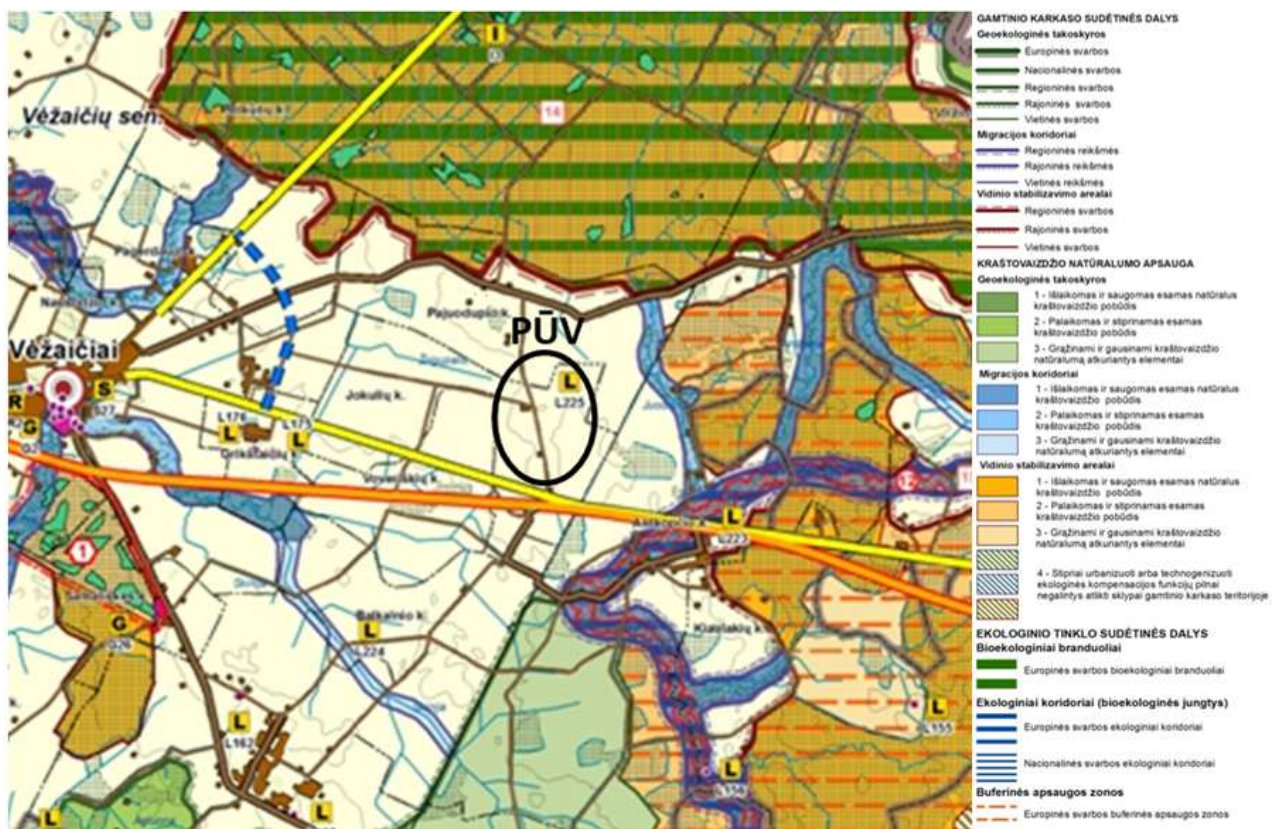 I
I3
14
Vėžaičių sen.
Pajuodupio k.
PŪV
Vėžaičiai
R
S
S27
G
L
L225
Jokulių k.
L176
L
L175
L
L
L223
1
G
G26
L
L224
L
L162
L
L155
L
L156
L
L
GAMTINIO KARKASO SUDĖTINĖS DALYS
Geoekologinės takoskyros
Europinės svarbos
Nacionalinės svarbos
Regioninės svarbos
Rajoninės svarbos
Vietinės svarbos
Migracijos koridoriai
Regioninės reikšmės
Rajoninės reikšmės
Vietinės reikšmės
Vidinio stabilizavimo arealai
Regioninės svarbos
Rajoninės svarbos
Vietinės svarbos
KRAŠTOVAIZDŽIO NATŪRALUMO APSAUGA
Geoekologinės takoskyros
1 - Išlaikomas ir saugomas esamas natūralus
kraštovaizdžio pobūdis
2 - Palaikomas ir stiprinamas esamas
kraštovaizdžio pobūdis
3 - Grąžinami ir gausinami kraštovaizdžio
natūralumą atkuriantys elementai
Migracijos koridoriai
1 - Išlaikomas ir saugomas esamas natūralus
kraštovaizdžio pobūdis
2 - Palaikomas ir stiprinamas esamas
kraštovaizdžio pobūdis
3 - Grąžinami ir gausinami kraštovaizdžio
natūralumą atkuriantys elementai
Vidinio stabilizavimo arealai
1 - Išlaikomas ir saugomas esamas natūralus
kraštovaizdžio pobūdis
2 - Palaikomas ir stiprinamas esamas
kraštovaizdžio pobūdis
3 - Grąžinami ir gausinami kraštovaizdžio
natūralumą atkuriantys elementai
4 - Stipriai urbanizuoti arba technogenizuoti
ekologinės kompensacijos funkcijų pilnai
negalintys atlikti sklypai gamtinio karkaso teritorijoje
EKOLOGINIO TINKLO SUDĖTINĖS DALYS
Bioekologiniai branduoliai
Europinės svarbos bioekologiniai branduoliai
Ekologiniai koridoriai (bioekologinės jungtys)
Europinės svarbos ekologiniai koridoriai
Nacionalinės svarbos ekologiniai koridoriai
Buferinės apsaugos zonos
Europinės svarbos buferinės apsaugos zonos